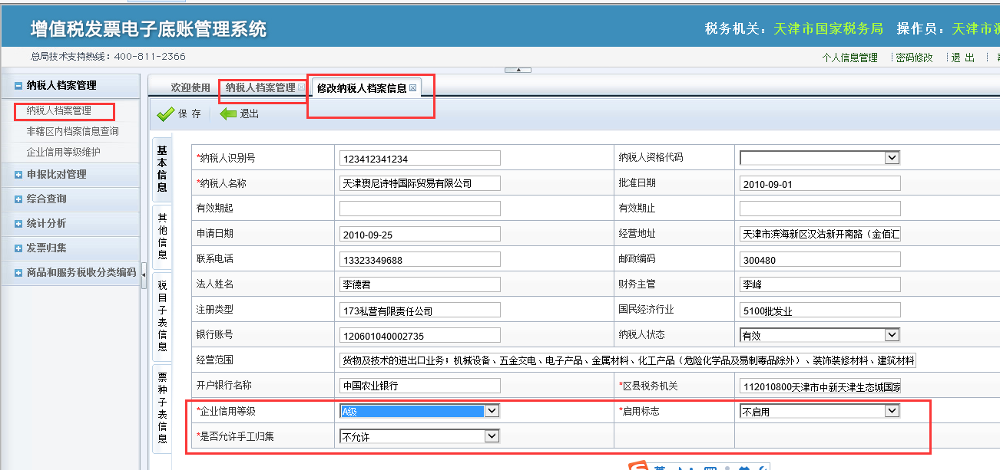 增值税发票电子底账管理系统
税务机关：天津市国家税务局 操作员：天津市
总局技术支持热线：400-811-2366
个人信息管理 密码修改 退 出
纳税人档案管理
纳税人档案管理
非辖区内档案信息查询
企业信用等级维护
申报比对管理
综合查询
统计分析
发票归集
商品和服务税收分类编码
欢迎使用 纳税人档案管理 修改纳税人档案信息
保 存 退出
基本信息
其他信息
税目子表信息
票种子表信息
*纳税人识别号 123412341234 纳税人资格代码
*纳税人名称 天津澳尼诗特国际贸易有限公司 批准日期 2010-09-01
有效期起 有效期止
申请日期 2010-09-25 经营地址 天津市滨海新区汉沽新开南路（金佰汇
联系电话 13323349688 邮政编码 300480
法人姓名 李德君 财务主管 李峰
注册类型 173私营有限责任公司 国民经济行业 5100批发业
银行账号 120601040002735 纳税人状态 有效
经营范围 货物及技术的进出口业务；机械设备、五金交电、电子产品、金属材料、化工产品（危险化学品及易制毒品除外）、装饰装修材料、建筑材料
开户银行名称 中国农业银行 *区县税务机关 112010800天津市中新天津生态城国家
*企业信用等级 A级 *启用标志 不启用
*是否允许手工归集 不允许
英